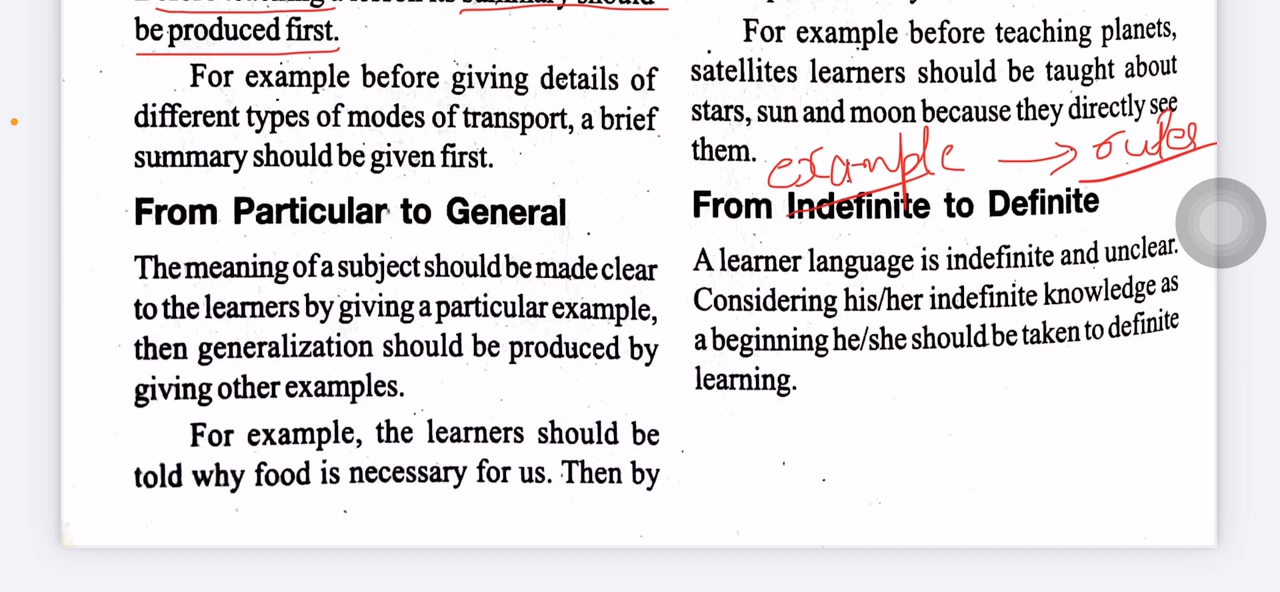 be produced first.
For example before giving details of
different types of modes of transport, a brief
summary should be given first.
From Particular to General
The meaning of a subject should be made clear
to the learners by giving a particular example,
then generalization should be produced by
giving other examples.
For example, the learners should be
told why food is necessary for us. Then by
For example before teaching planets,
satellites learners should be taught about
stars, sun and moon because they directly see
them.
example →
From Indefinite to Definite
A learner language is indefinite and unclear.
Considering his/her indefinite knowledge as
a beginning he/she should be taken to definite
learning.